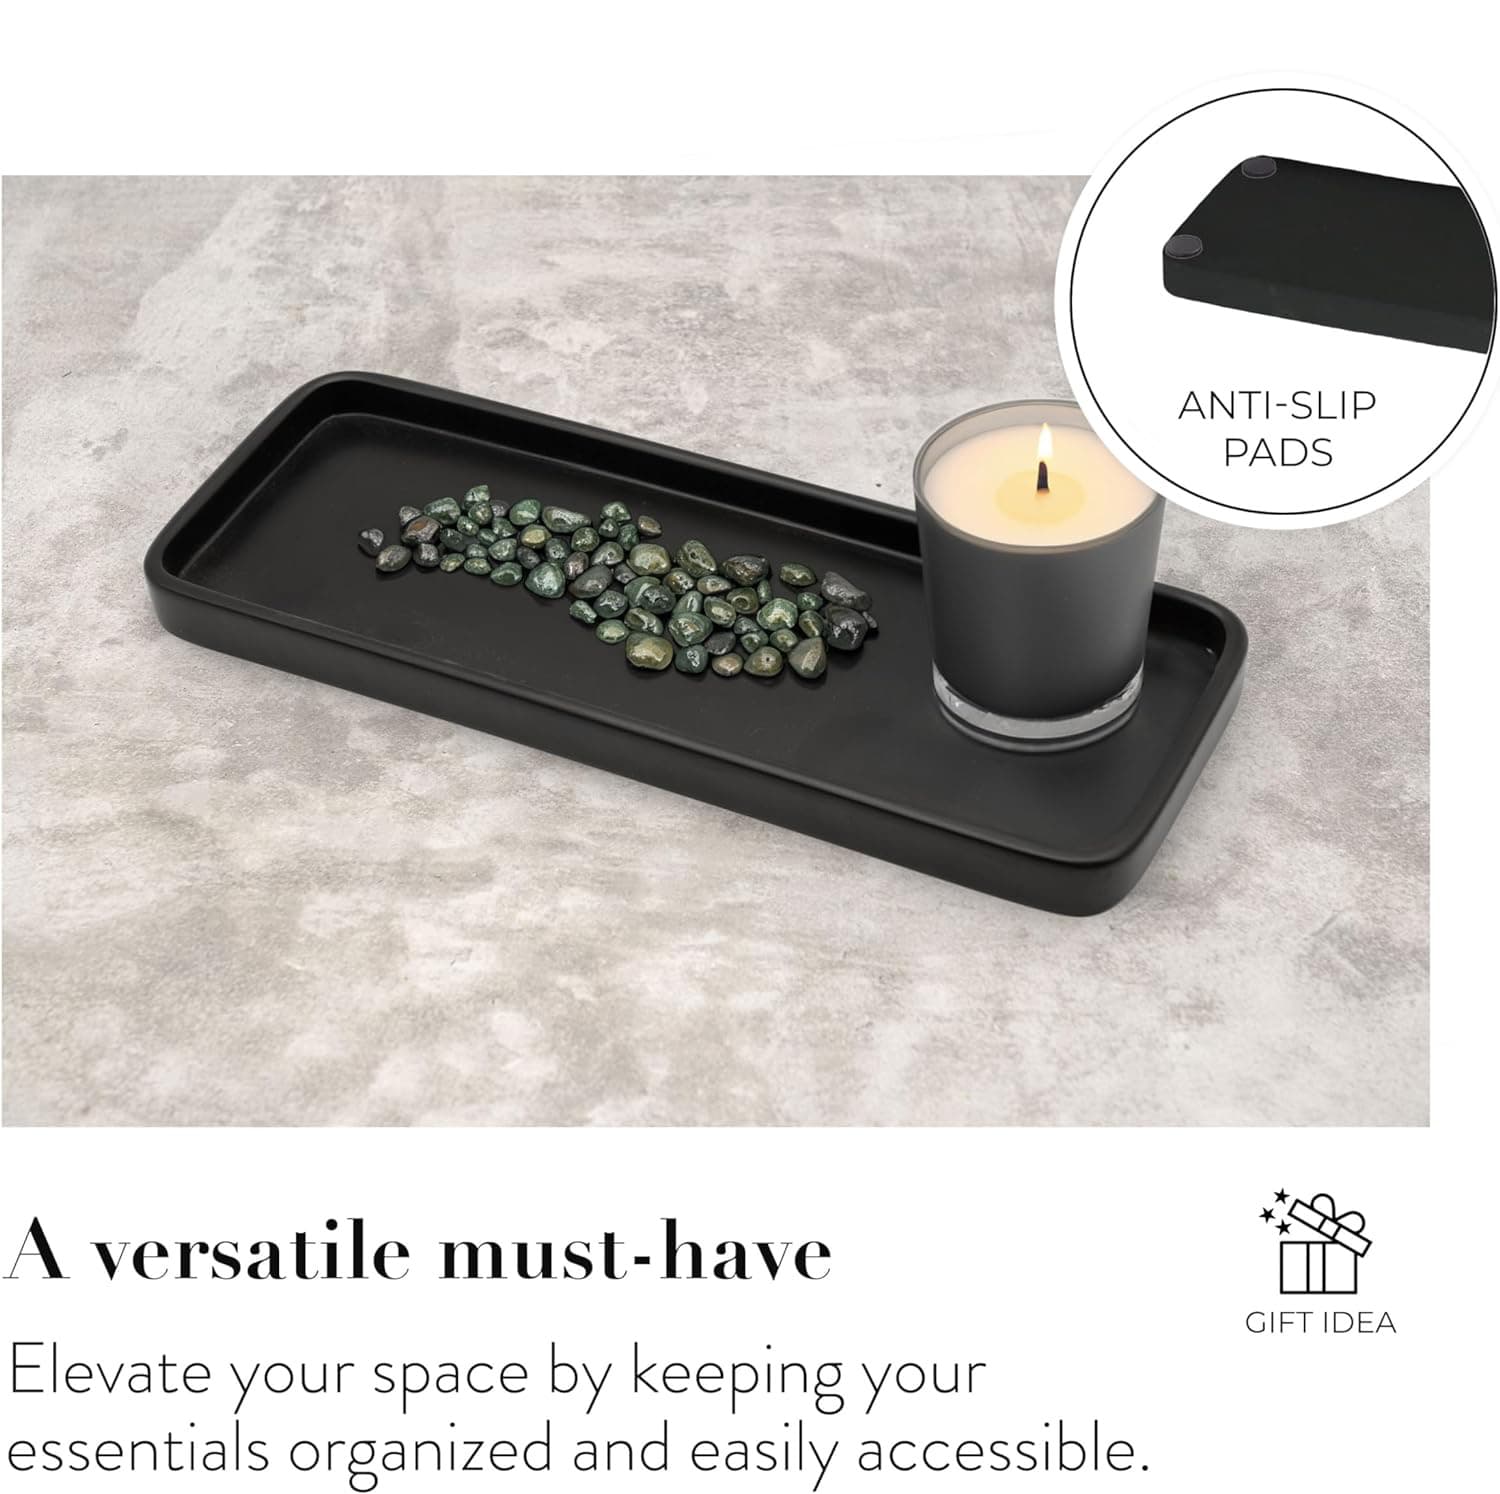 ANTI-SLIP
PADS
A versatile must-have
GIFT IDEA
Elevate your space by keeping your
essentials organized and easily accessible.